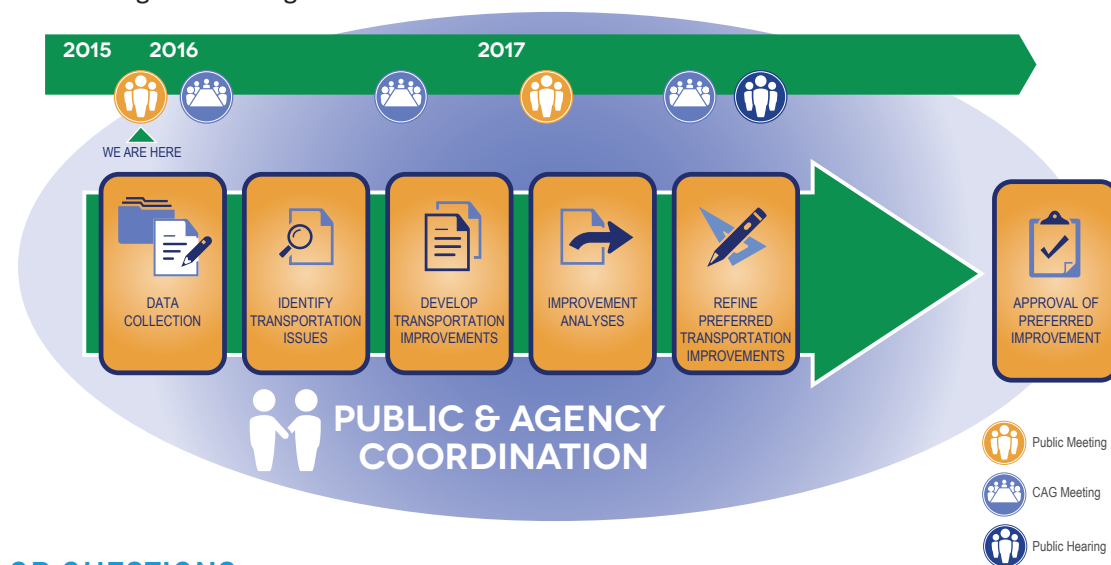 2015 2016 2017
WE ARE HERE
DATA
COLLECTION
IDENTIFY
TRANSPORTATION
ISSUES
DEVELOP
TRANSPORTATION
IMPROVEMENTS
IMPROVEMENT
ANALYSES
REFINE
PREFERRED
TRANSPORTATION
IMPROVEMENTS
APPROVAL OF
PREFERRED
IMPROVEMENT
PUBLIC & AGENCY
COORDINATION
Public Meeting
CAG Meeting
Public Hearing